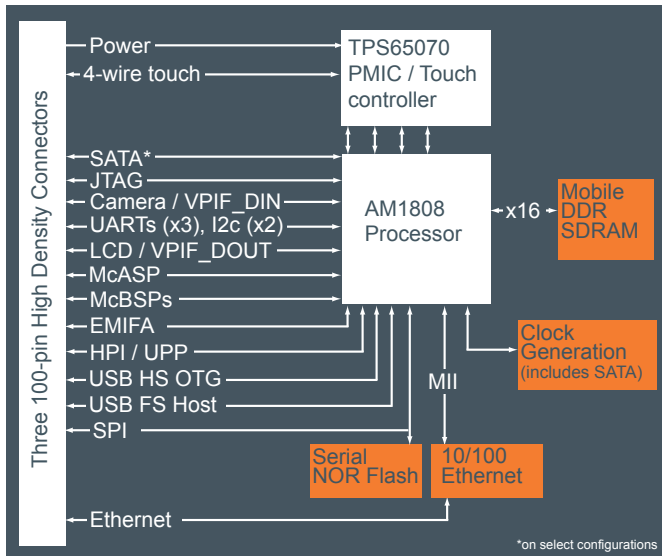 Three 100-pin High Density Connectors
Power
4-wire touch
TPS65070
PMIC / Touch
controller
SATA*
JTAG
Camera / VPIF_DIN
UARTs (x3), I2c (x2)
LCD / VPIF_DOUT
McASP
McBSPs
EMIFA
HPI / UPP
USB HS OTG
USB FS Host
SPI
Ethernet
AM1808
Processor
x16
Mobile
DDR
SDRAM
Clock
Generation
(includes SATA)
MII
Serial
NOR Flash
10/100
Ethernet
*on select configurations